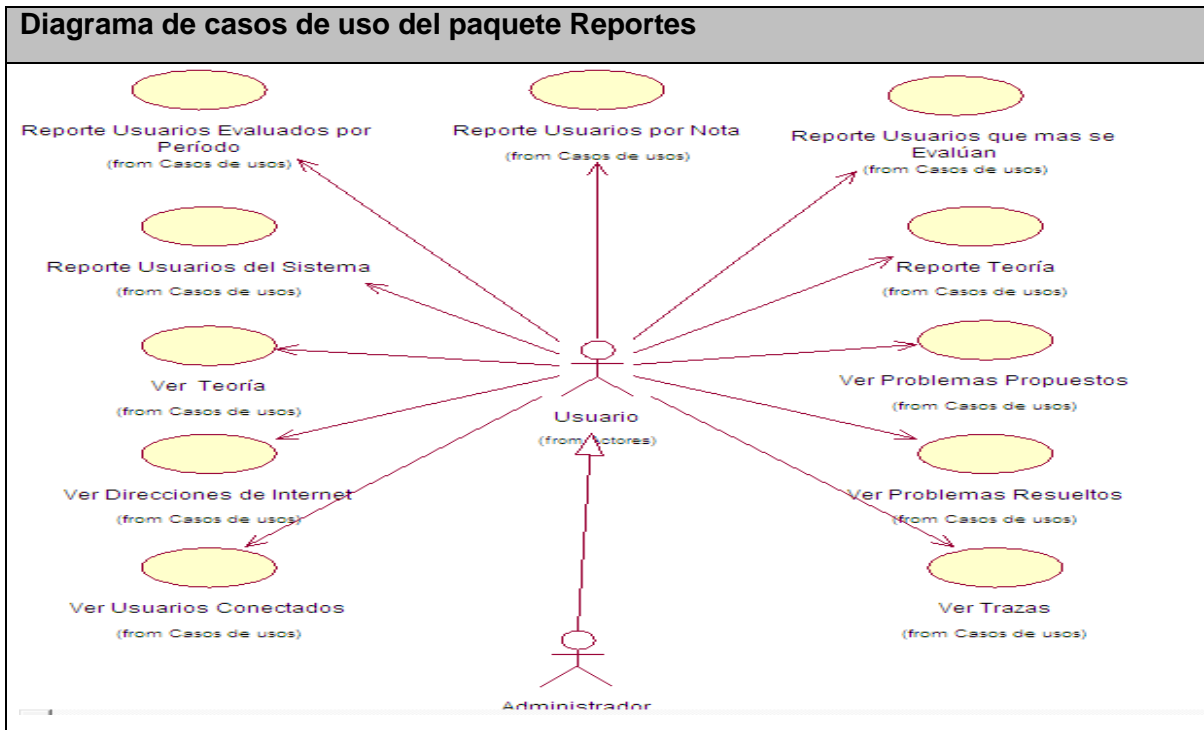 Diagrama de casos de uso del paquete Reportes
Reporte Usuarios Evaluados por
Período
(from Casos de usos)
Reporte Usuarios por Nota
(from Casos de usos)
Reporte Usuarios que mas se
Evalúan
(from Casos de usos)
Reporte Usuarios del Sistema
(from Casos de usos)
Reporte Teoría
(from Casos de usos)
Ver Teoría
(from Casos de usos)
Ver Problemas Propuestos
(from Casos de usos)
Usuario
(from Actores)
Ver Direcciones de Internet
(from Casos de usos)
Ver Problemas Resueltos
(from Casos de usos)
Ver Usuarios Conectados
(from Casos de usos)
Ver Trazas
(from Casos de usos)
Administrador